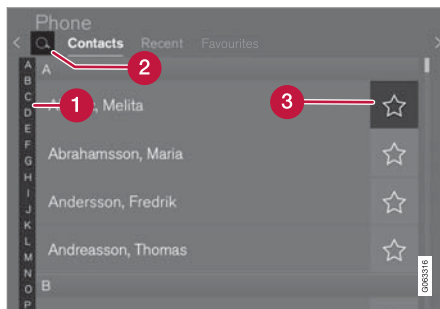 Phone
Contacts Recent Favourites
2
A
B
C
D
E
F
G
H
I
J
K
L
M
N
O
P
A
1
Melita
3
Abrahamsson, Maria
Andersson, Fredrik
Andreasson, Thomas
B
G063316